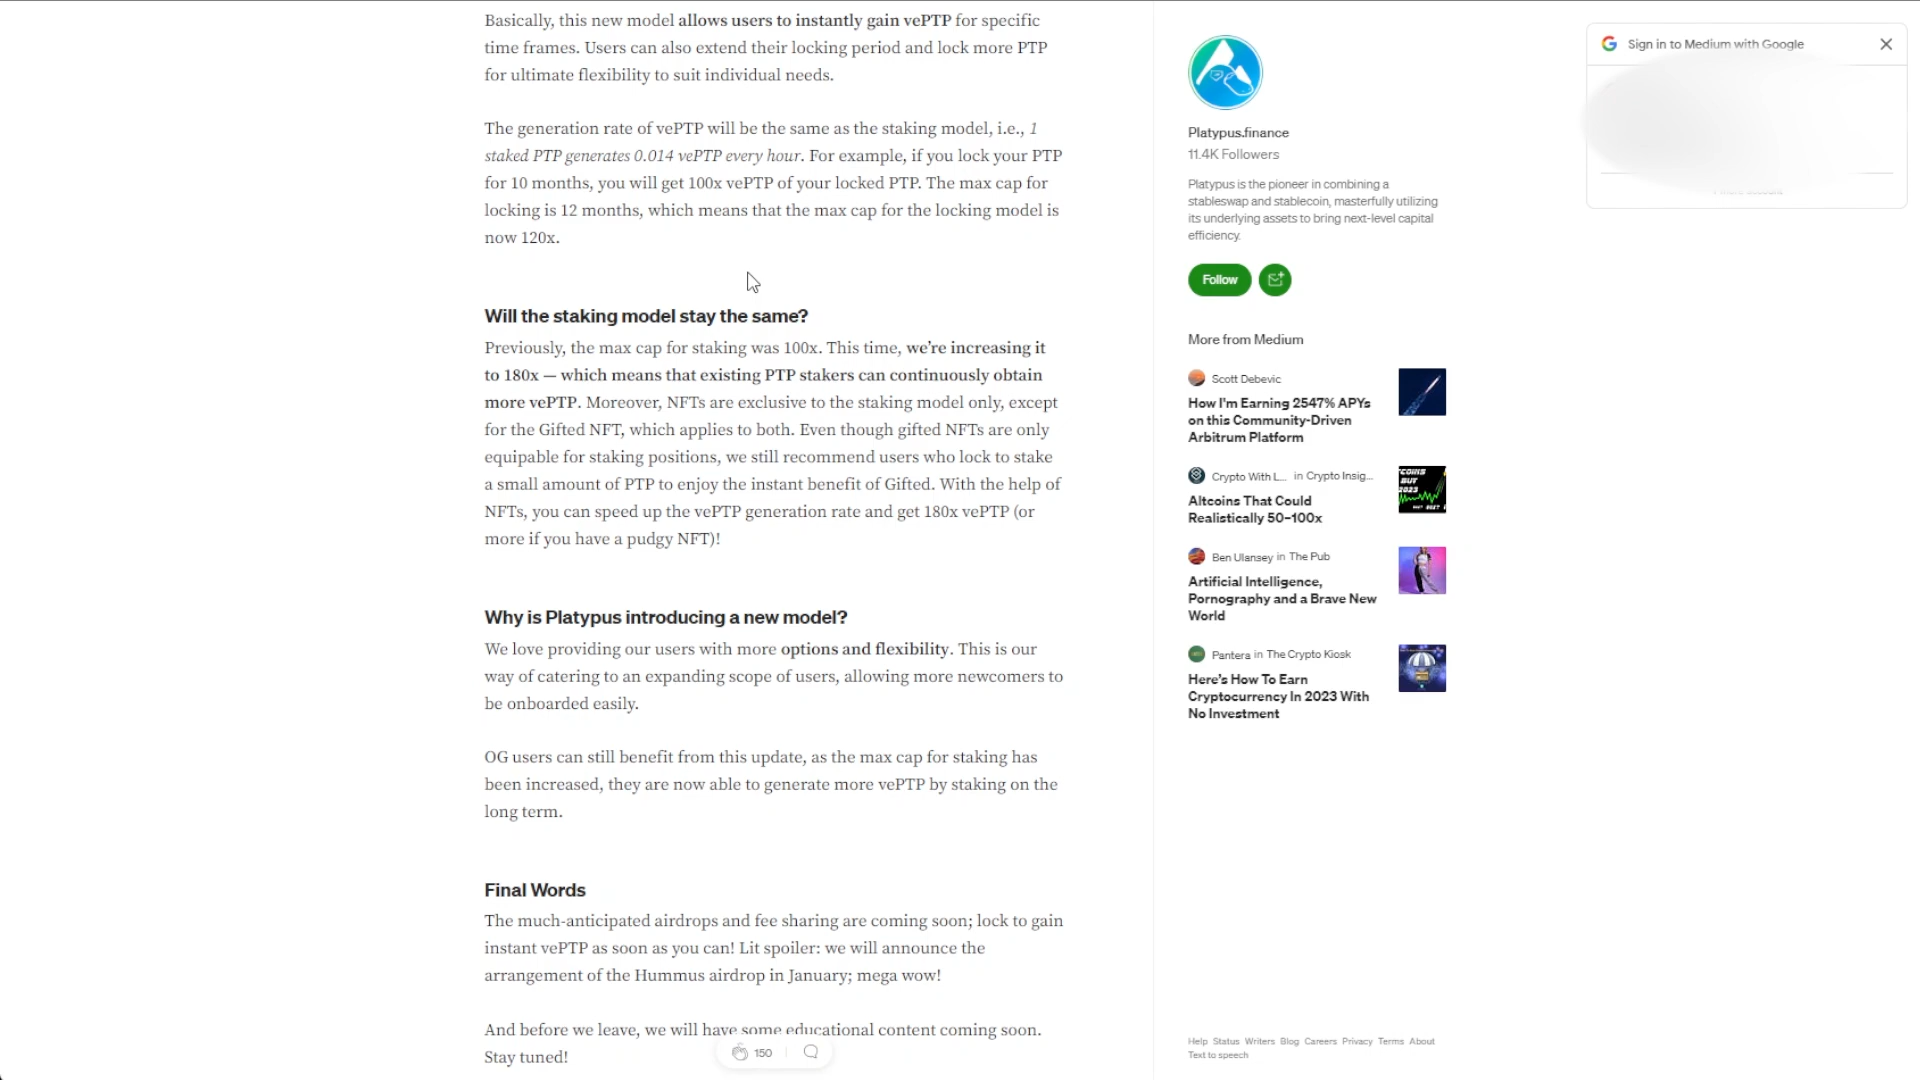 Basically, this new model allows users to instantly gain vePTP for specific
time frames. Users can also extend their locking period and lock more PTP
for ultimate flexibility to suit individual needs.
The generation rate of vePTP will be the same as the staking model, i.e., 1
staked PTP generates 0.014 vePTP every hour. For example, if you lock your PTP
for 10 months, you will get 100x vePTP of your locked PTP. The max cap for
locking is 12 months, which means that the max cap for the locking model is
now 120x.
Will the staking model stay the same?
Previously, the max cap for staking was 100x. This time, we’re increasing it
to 180x — which means that existing PTP stakers can continuously obtain
more vePTP. Moreover, NFTs are exclusive to the staking model only, except
for the Gifted NFT, which applies to both. Even though gifted NFTs are only
equipable for staking positions, we still recommend users who lock to stake
a small amount of PTP to enjoy the instant benefit of Gifted. With the help of
NFTs, you can speed up the vePTP generation rate and get 180x vePTP (or
more if you have a pudgy NFT)!
Why is Platypus introducing a new model?
We love providing our users with more options and flexibility. This is our
way of catering to an expanding scope of users, allowing more newcomers to
be onboarded easily.
OG users can still benefit from this update, as the max cap for staking has
been increased, they are now able to generate more vePTP by staking on the
long term.
Final Words
The much-anticipated airdrops and fee sharing are coming soon; lock to gain
instant vePTP as soon as you can! Lit spoiler: we will announce the
arrangement of the Hummus airdrop in January; mega wow!
And before we leave, we will have some educational content coming soon.
Stay tuned!
150
Platypus.finance
11.4K Followers
Platypus is the pioneer in combining a
stableswap and stablecoin, masterfully utilizing
its underlying assets to bring next-level capital
efficiency.
Follow
More from Medium
Scott Debevic
How I'm Earning 2547% APYs
on this Community-Driven
Arbitrum Platform
Crypto With L... in Crypto Insig...
Altcoins That Could
Realistically 50-100x
COINS
BUT
2023
Ben Ulansey in The Pub
Artificial Intelligence,
Pornography and a Brave New
World
Pantera in The Crypto Kiosk
Here's How To Earn
Cryptocurrency In 2023 With
No Investment
Help Status Writers Blog Careers Privacy Terms About
Text to speech
Sign in to Medium with Google